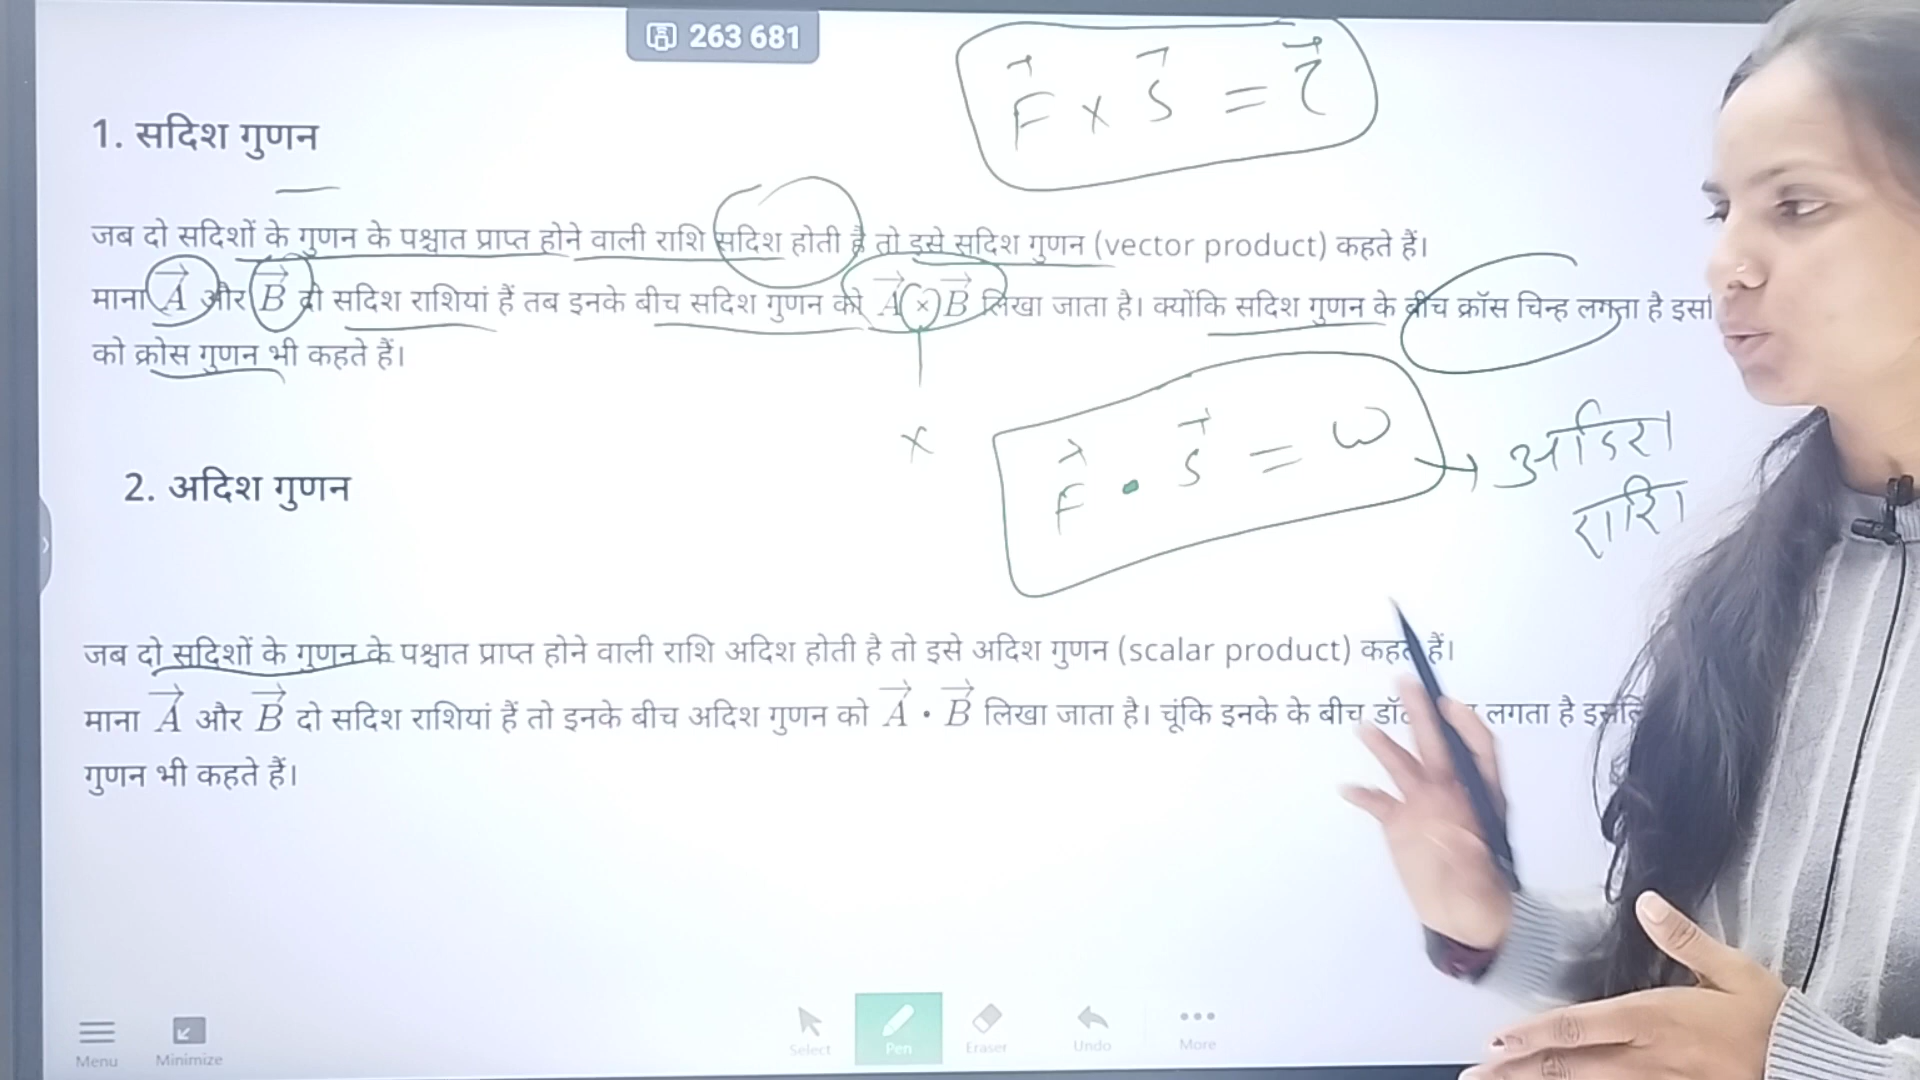 263 681
F⃗ × S⃗ = τ⃗
1. सदिश गुणन
जब दो सदिशों के गुणन के पश्चात प्राप्त होने वाली राशि सदिश होती है तो इसे सदिश गुणन (vector product) कहते हैं।
माना A⃗ और B⃗ दो सदिश राशियां हैं तब इनके बीच सदिश गुणन को A⃗ × B⃗ लिखा जाता है। क्योंकि सदिश गुणन के बीच क्रॉस चिन्ह लगता है
को क्रोस गुणन भी कहते हैं।
×
F⃗ · S⃗ = W → अदिश
राशि
2. अदिश गुणन
जब दो सदिशों के गुणन के पश्चात प्राप्त होने वाली राशि अदिश होती है तो इसे अदिश गुणन (scalar product) कहते हैं।
माना A⃗ और B⃗ दो सदिश राशियां हैं तो इनके बीच अदिश गुणन को A⃗ · B⃗ लिखा जाता है। चूंकि इनके के बीच लगता है
गुणन भी कहते हैं।
Menu Minimize Select Pen Eraser Undo More